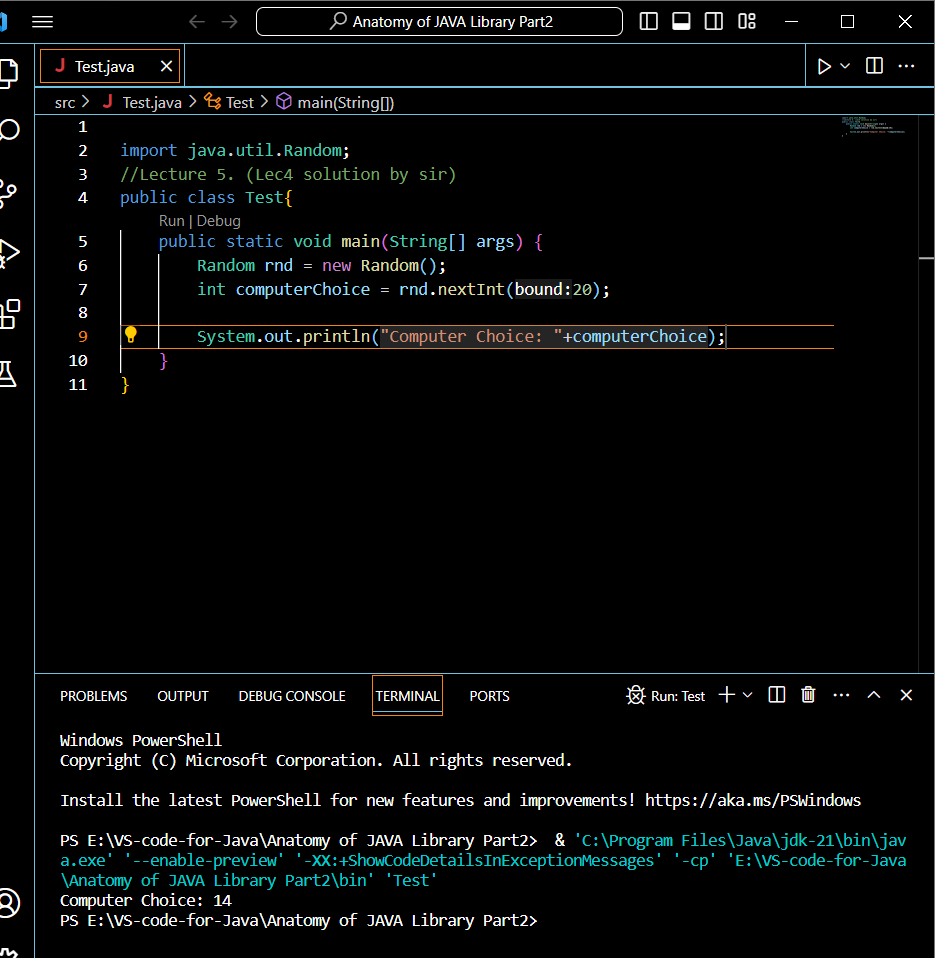 Anatomy of JAVA Library Part2
J Test.java
src > J Test.java > Test > main(String[])
1
2 import java.util.Random;
3 //Lecture 5. (Lec4 solution by sir)
4 public class Test{
Run | Debug
5 public static void main(String[] args) {
6 Random rnd = new Random();
7 int computerChoice = rnd.nextInt(bound:20);
8
9 System.out.println("Computer Choice: "+computerChoice);
10 }
11 }
PROBLEMS OUTPUT DEBUG CONSOLE TERMINAL PORTS Run: Test
Windows PowerShell
Copyright (C) Microsoft Corporation. All rights reserved.
Install the latest PowerShell for new features and improvements! https://aka.ms/PSWindows
PS E:\VS-code-for-Java\Anatomy of JAVA Library Part2> & 'C:\Program Files\Java\jdk-21\bin\jav
a.exe' '--enable-preview' '-XX:+ShowCodeDetailsInExceptionMessages' '-cp' 'E:\VS-code-for-Java
\Anatomy of JAVA Library Part2\bin' 'Test'
Computer Choice: 14
PS E:\VS-code-for-Java\Anatomy of JAVA Library Part2>